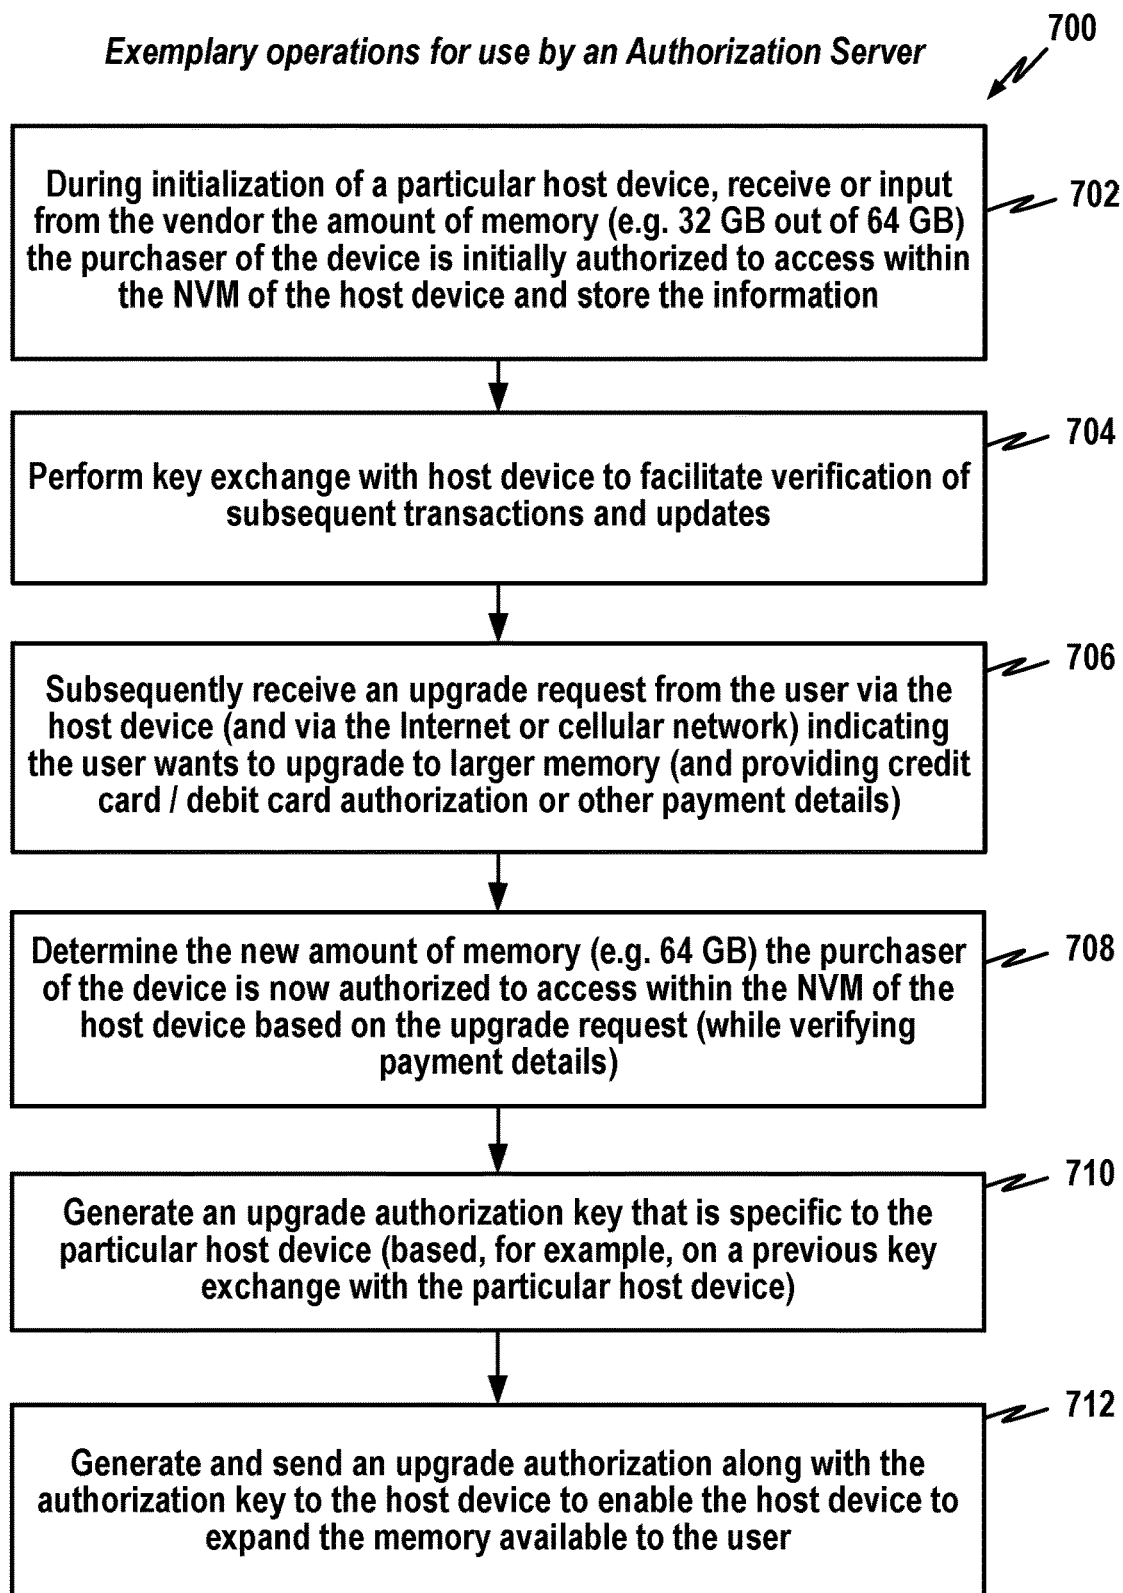 Exemplary operations for use by an Authorization Server
700
During initialization of a particular host device, receive or input
from the vendor the amount of memory (e.g. 32 GB out of 64 GB)
the purchaser of the device is initially authorized to access within
the NVM of the host device and store the information
702
Perform key exchange with host device to facilitate verification of
subsequent transactions and updates
704
Subsequently receive an upgrade request from the user via the
host device (and via the Internet or cellular network) indicating
the user wants to upgrade to larger memory (and providing credit
card / debit card authorization or other payment details)
706
Determine the new amount of memory (e.g. 64 GB) the purchaser
of the device is now authorized to access within the NVM of the
host device based on the upgrade request (while verifying
payment details)
708
Generate an upgrade authorization key that is specific to the
particular host device (based, for example, on a previous key
exchange with the particular host device)
710
Generate and send an upgrade authorization along with the
authorization key to the host device to enable the host device to
expand the memory available to the user
712